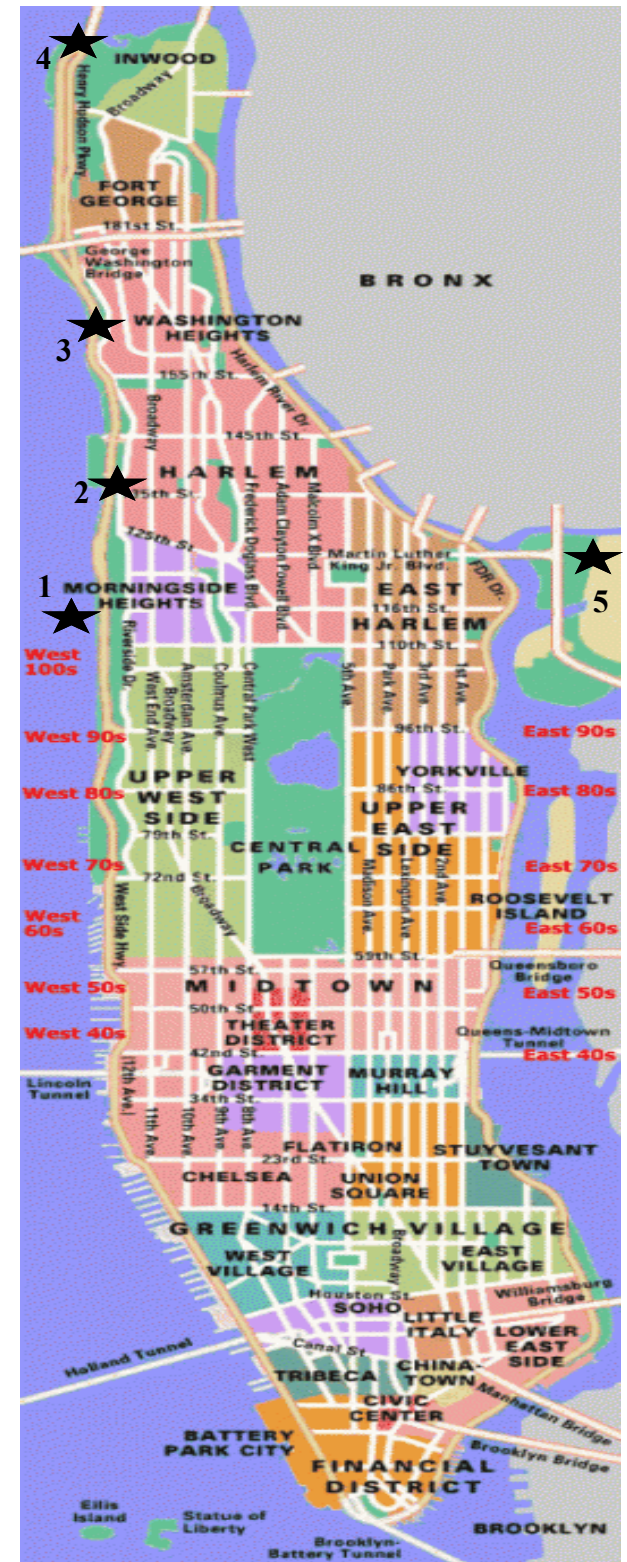 4
INWOOD
Henry Hudson Pkwy
Broadway
FORT
GEORGE
181st St.
George
Washington
Bridge
BRONX
WASHINGTON
HEIGHTS
3
155th St.
Harlem River Dr.
Broadway
145th St.
HARLEM
2
35th St.
Frederick Doglass Blvd.
Adam Clayton Powell Blvd.
Malcolm X Blvd.
125th St.
Martin Luther
King Jr. Blvd.
FDR Dr.
5
1
MORNINGSIDE
HEIGHTS
EAST
HARLEM
116th St.
110th St.
West
100s
Riverside Dr.
West End Ave.
Broadway
Amsterdam Ave.
Coulmus Ave.
Central Park West
5th Ave.
Park Ave.
3rd Ave.
1st Ave.
West 90s
96th St.
East 90s
UPPER
WEST
SIDE
YORKVILLE
West 80s
86th St.
East 80s
UPPER
EAST
SIDE
79th St.
CENTRAL
PARK
West 70s
72nd St.
Broadway
Madison Ave.
Lexington Ave.
2nd Ave.
East 70s
ROOSEVELT
ISLAND
West
60s
West Side Hwy.
East 60s
59th St.
57th St.
Queensboro
Bridge
West 50s
MIDTOWN
East 50s
50th St.
THEATER
DISTRICT
West 40s
Queens-Midtown
Tunnel
42nd St.
East 40s
Lincoln
Tunnel
12th Ave.
11th Ave.
10th Ave.
9th Ave.
8th Ave.
GARMENT
DISTRICT
MURRAY
HILL
34th St.
FLATIRON
23rd St.
STUYVESANT
TOWN
CHELSEA
UNION
SQUARE
14th St.
GREENWICH VILLAGE
WEST
VILLAGE
Broadway
EAST
VILLAGE
Houston St.
Williamsburg
Bridge
SOHO
LITTLE
ITALY
LOWER
EAST
SIDE
Holland Tunnel
Canal St.
TRIBECA
CHINA-
TOWN
Manhattan Bridge
CIVIC
CENTER
BATTERY
PARK CITY
Brooklyn Bridge
FINANCIAL
DISTRICT
Ellis
Island
Statue of
Liberty
BROOKLYN
Brooklyn-
Battery Tunnel